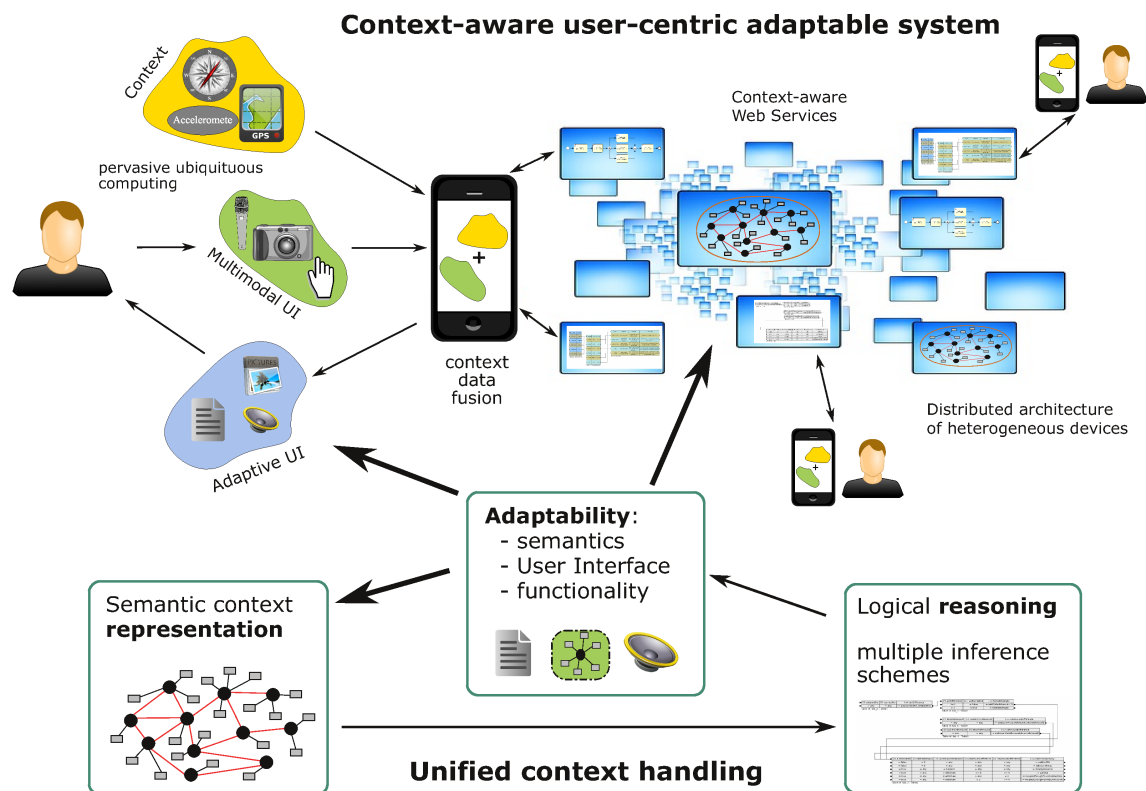 Context-aware user-centric adaptable system
Context
Acceleromete
GPS
pervasive ubiquituous
computing
Multimodal UI
PICTURES
Adaptive UI
context
data
fusion
Context-aware
Web Services
Distributed architecture
of heterogeneous devices
Adaptability:
- semantics
- User Interface
- functionality
Semantic context
representation
Logical reasoning
multiple inference
schemes
Unified context handling